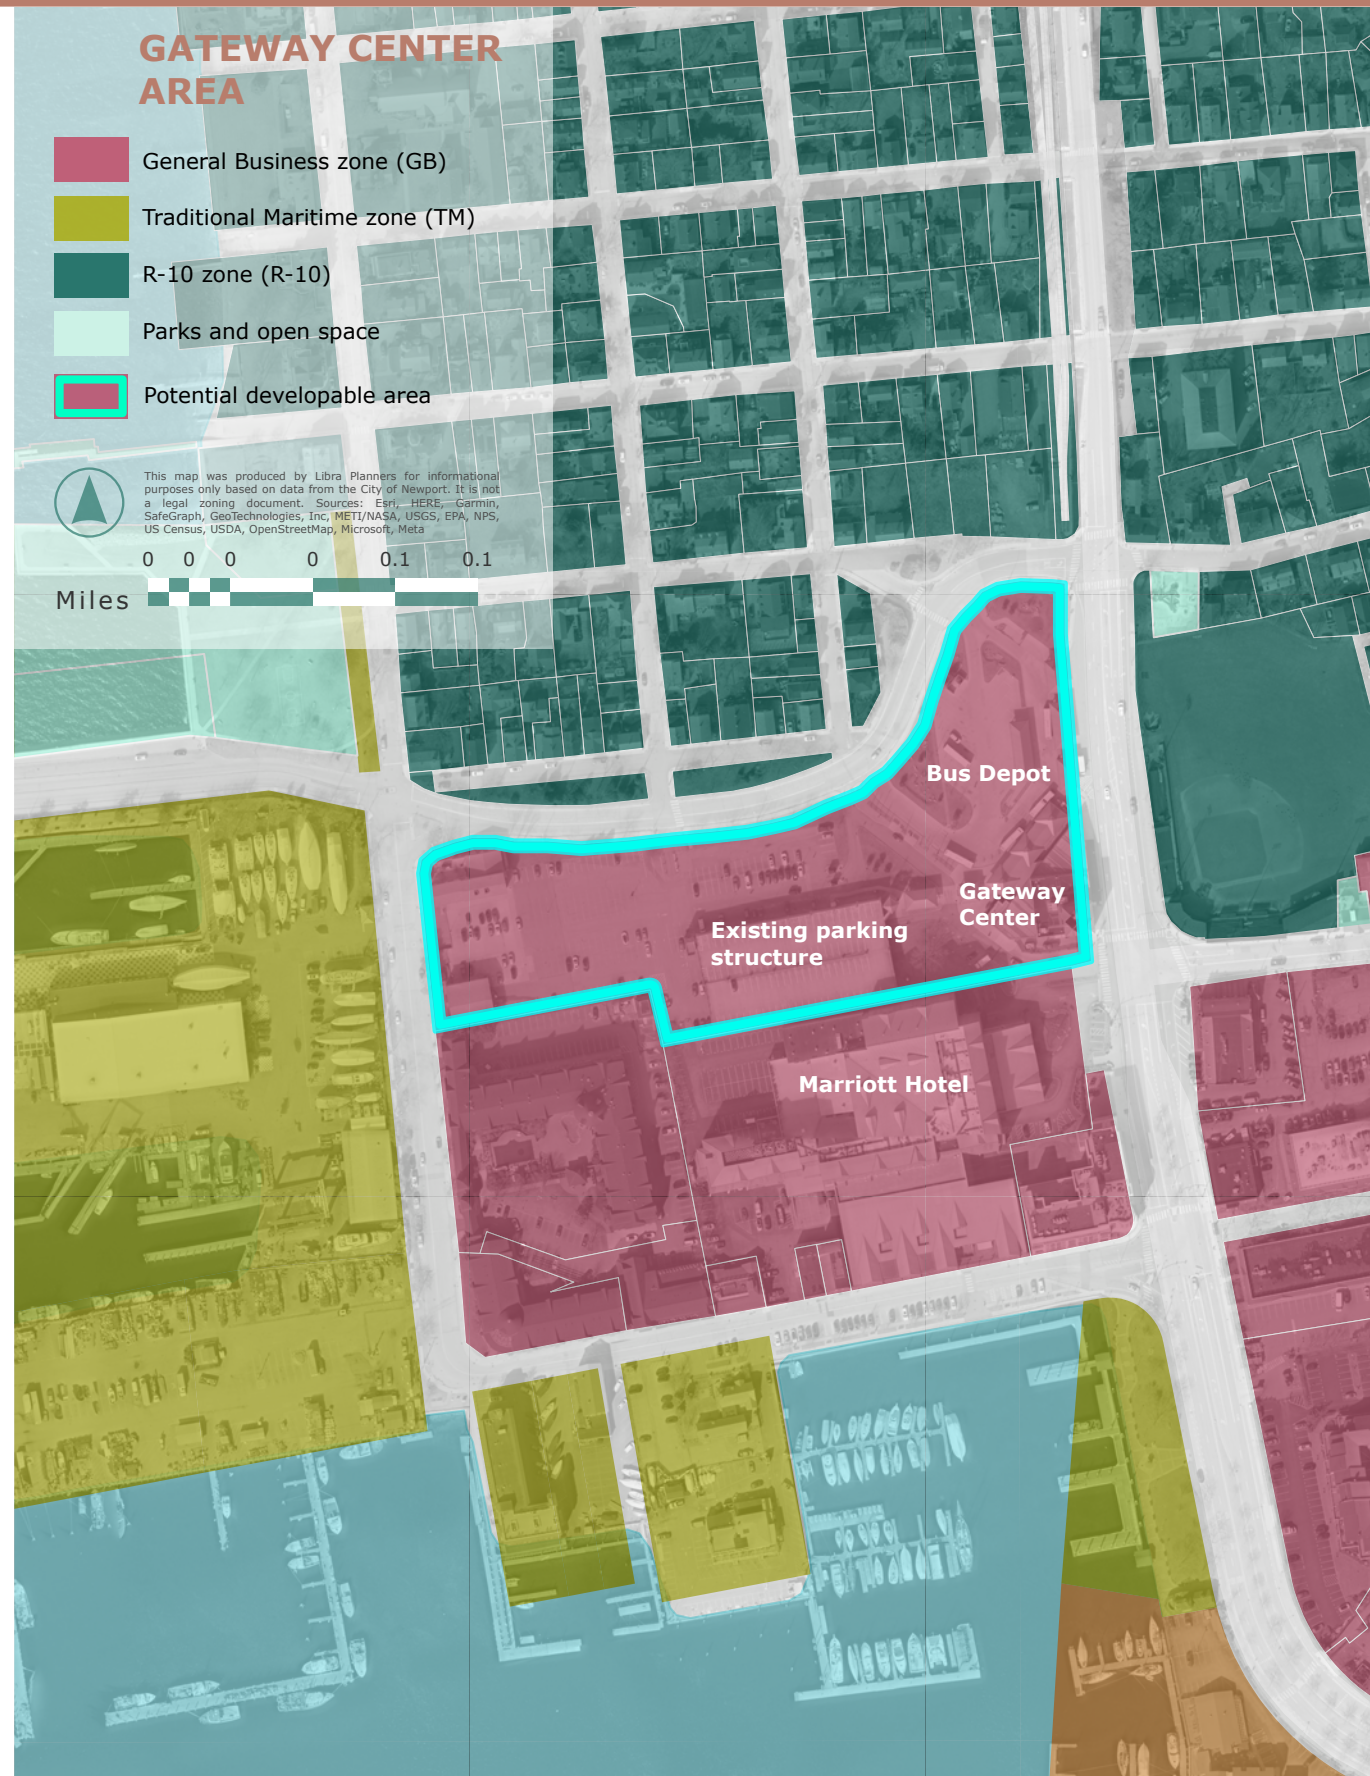 GATEWAY CENTER
AREA
General Business zone (GB)
Traditional Maritime zone (TM)
R-10 zone (R-10)
Parks and open space
Potential developable area
This map was produced by Libra Planners for informational
purposes only based on data from the City of Newport. It is not
a legal zoning document. Sources: Esri, HERE, Garmin,
SafeGraph, GeoTechnologies, Inc, METI/NASA, USGS, EPA, NPS,
US Census, USDA, OpenStreetMap, Microsoft, Meta
0 0 0 0 0.1 0.1
Miles
Bus Depot
Gateway
Center
Existing parking
structure
Marriott Hotel